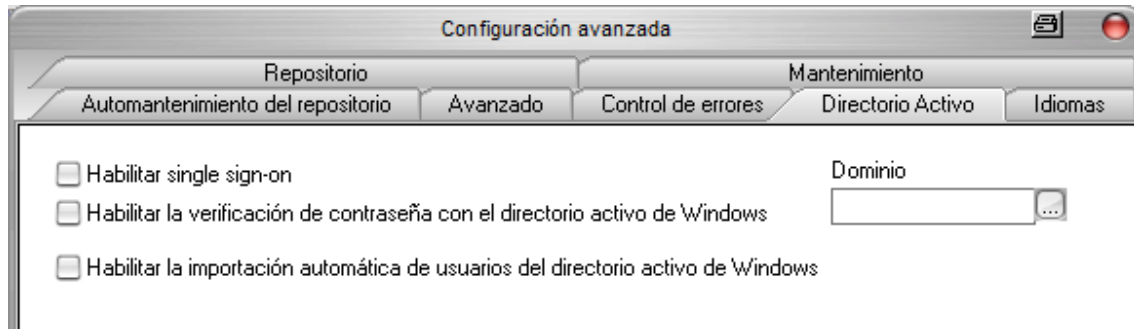 Configuración avanzada
Repositorio
Mantenimiento
Automantenimiento del repositorio
Avanzado
Control de errores
Directorio Activo
Idiomas
Habilitar single sign-on
Dominio
Habilitar la verificación de contraseña con el directorio activo de Windows
...
Habilitar la importación automática de usuarios del directorio activo de Windows